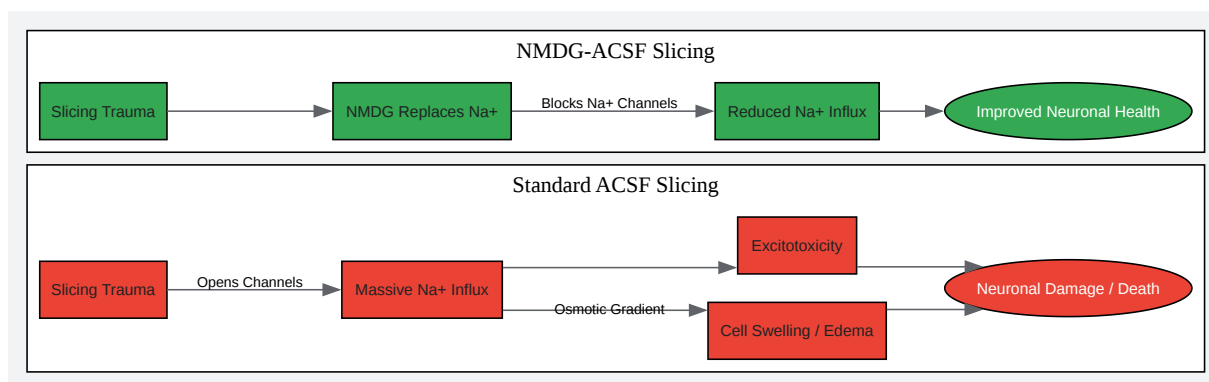 NMDG-ACSF Slicing
Slicing Trauma
NMDG Replaces Na+
Blocks Na+ Channels
Reduced Na+ Influx
Improved Neuronal Health
Standard ACSF Slicing
Slicing Trauma
Opens Channels
Massive Na+ Influx
Excitotoxicity
Osmotic Gradient
Cell Swelling / Edema
Neuronal Damage / Death